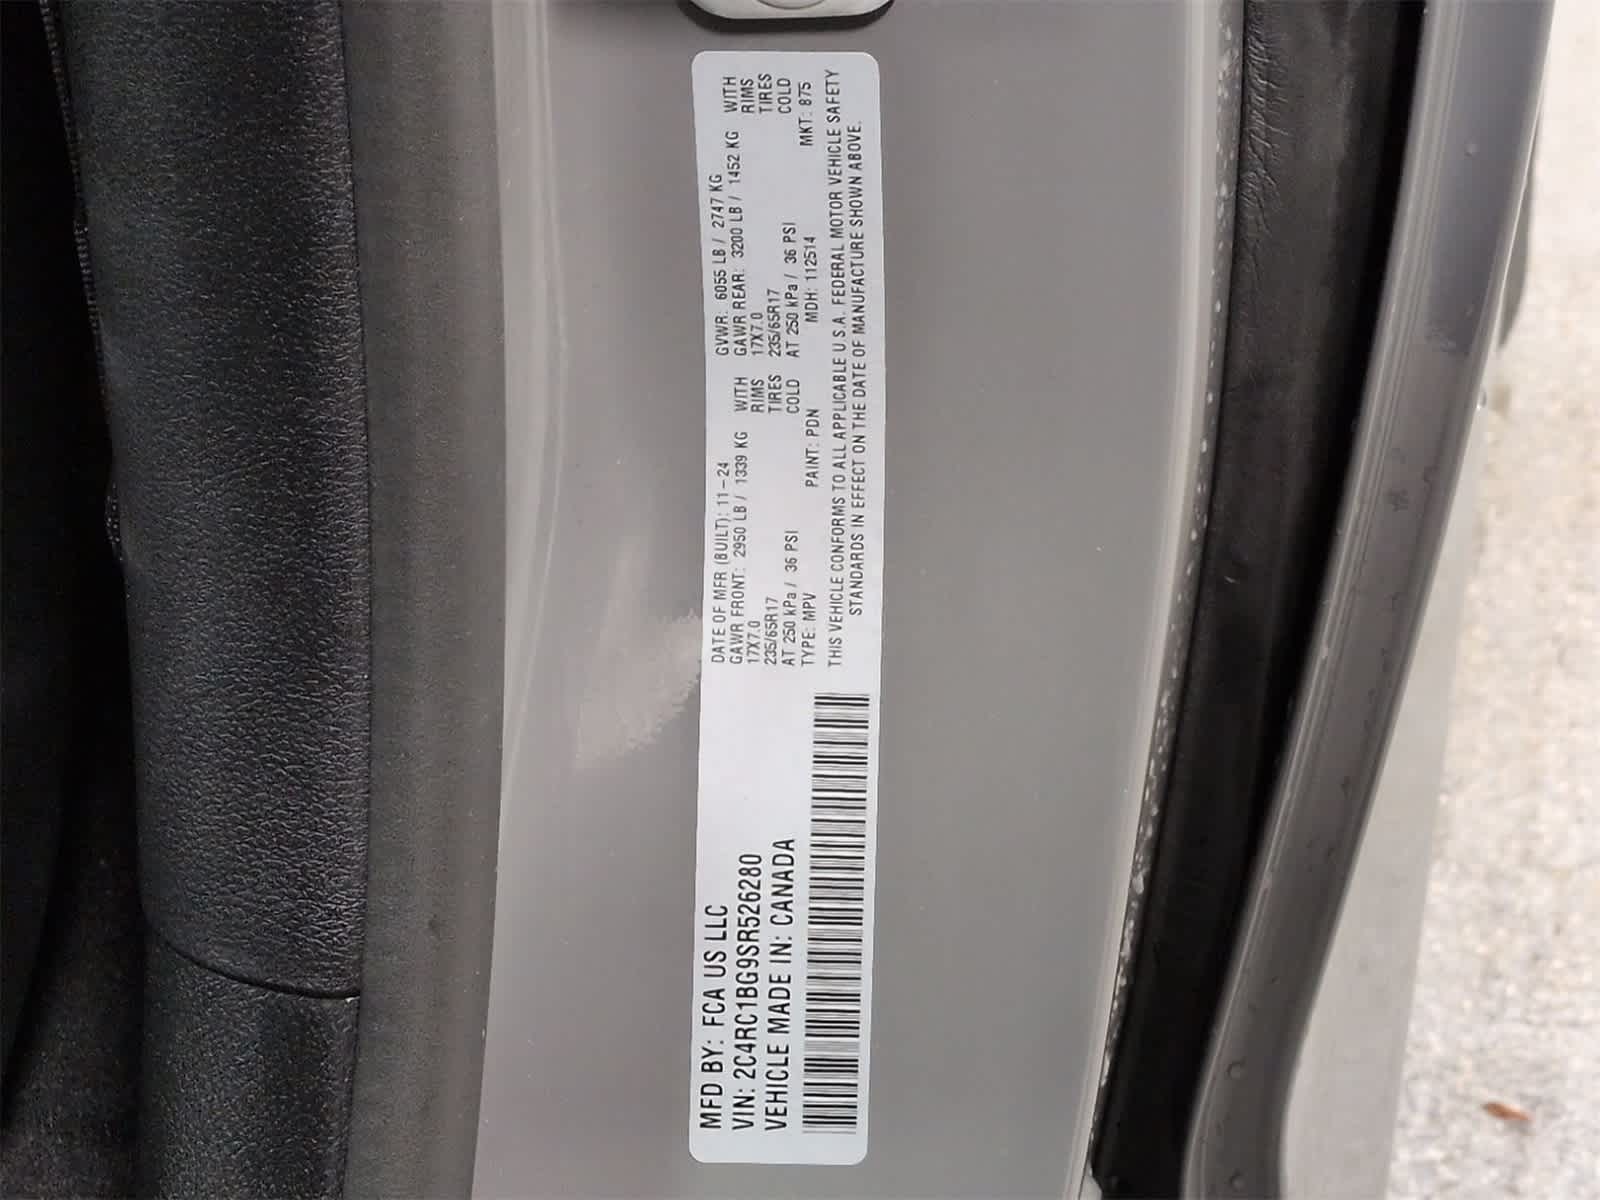 MFD BY: FCA US LLC
VIN: 2C4RC1BG9SR526280
VEHICLE MADE IN: CANADA
DATE OF MFR (BUILT): 11-24 GVWR: 6055 LB / 2747 KG
GAWR FRONT: 2950 LB / 1339 KG WITH GAWR REAR: 3200 LB / 1452 KG WITH
17X7.0 RIMS 17X7.0 RIMS
235/65R17 TIRES 235/65R17 TIRES
AT 250 kPa / 36 PSI COLD AT 250 kPa / 36 PSI COLD
TYPE: MPV PAINT: PDN MDH: 112514 MKT: 875
THIS VEHICLE CONFORMS TO ALL APPLICABLE U.S.A. FEDERAL MOTOR VEHICLE SAFETY
STANDARDS IN EFFECT ON THE DATE OF MANUFACTURE SHOWN ABOVE.